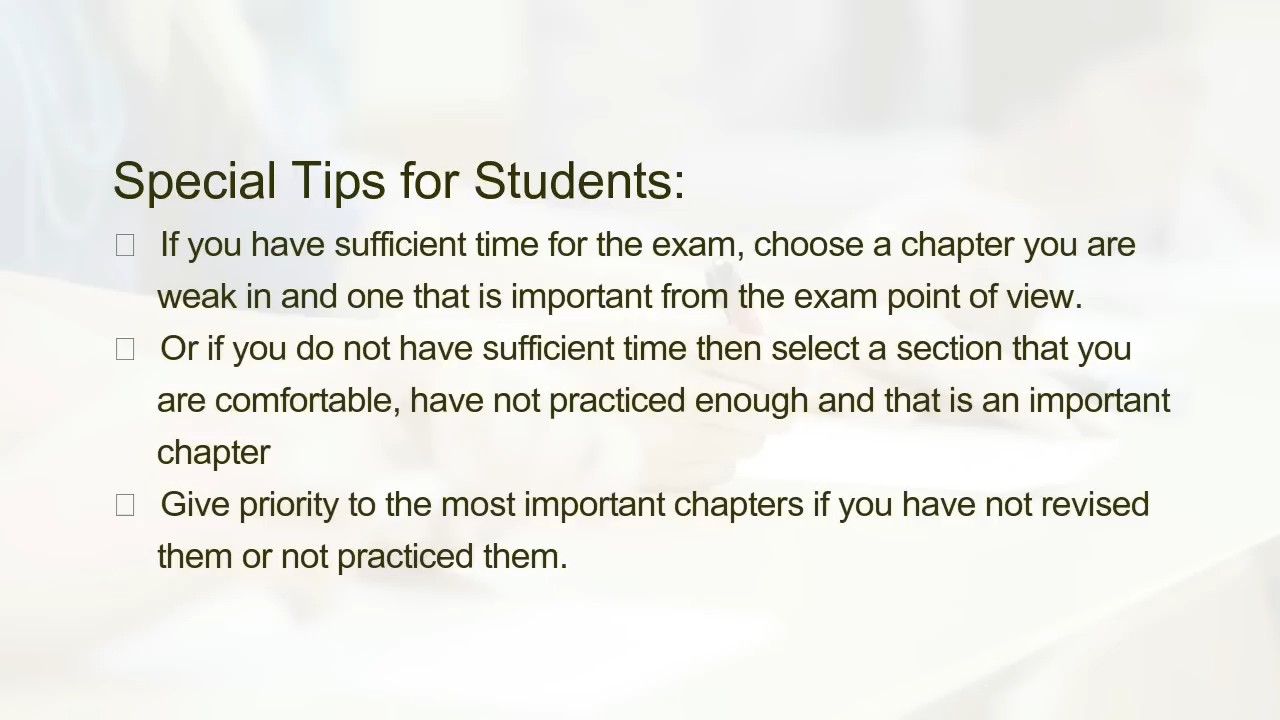 Special Tips for Students:
□ If you have sufficient time for the exam, choose a chapter you are
weak in and one that is important from the exam point of view.
□ Or if you do not have sufficient time then select a section that you
are comfortable, have not practiced enough and that is an important
chapter
□ Give priority to the most important chapters if you have not revised
them or not practiced them.